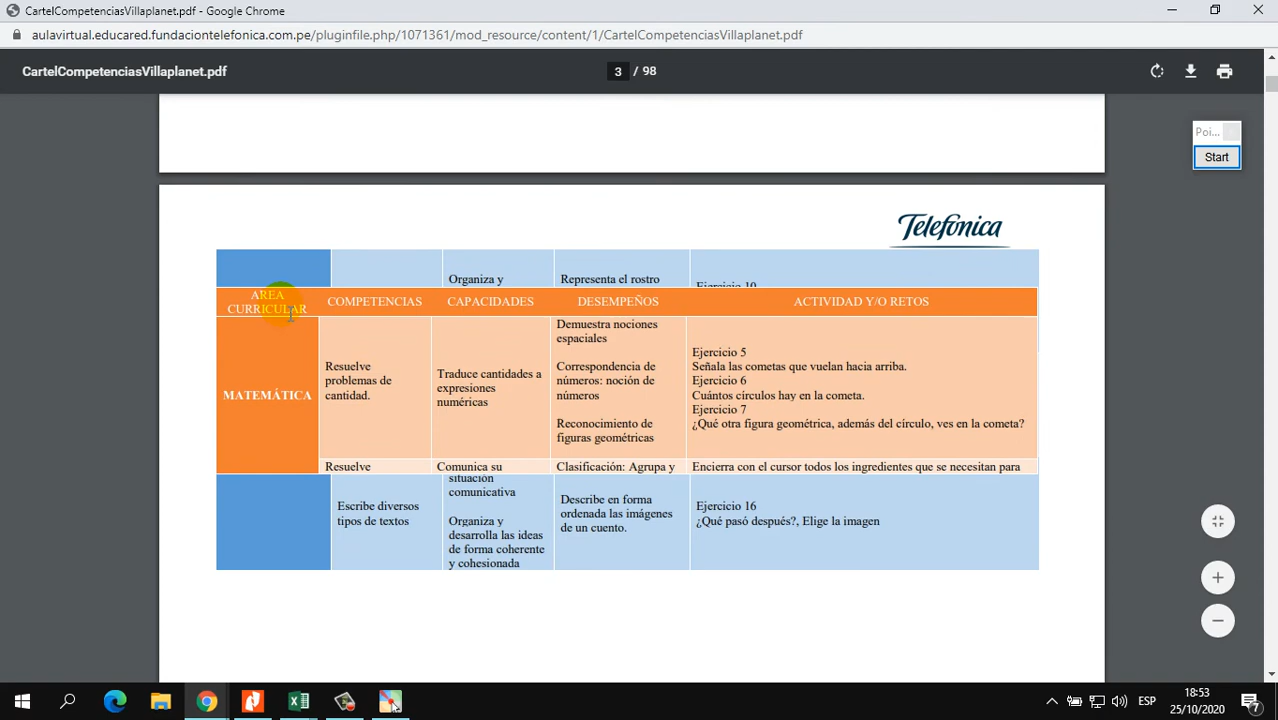 CartelCompetenciasVillaplanet.pdf - Google Chrome
aulavirtual.educared.fundaciontelefonica.com.pe/pluginfile.php/1071361/mod_resource/content/1/CartelCompetenciasVillaplanet.pdf
CartelCompetenciasVillaplanet.pdf
3 / 98
Poi...
Start
Telefónica
Organiza y
Representa el rostro
Ejercicio 10
AREA
CURRICULAR
COMPETENCIAS
CAPACIDADES
DESEMPEÑOS
ACTIVIDAD Y/O RETOS
MATEMÁTICA
Resuelve
problemas de
cantidad.
Traduce cantidades a
expresiones
numéricas
Demuestra nociones
espaciales
Correspondencia de
números: noción de
números
Reconocimiento de
figuras geométricas
Ejercicio 5
Señala las cometas que vuelan hacia arriba.
Ejercicio 6
Cuántos círculos hay en la cometa.
Ejercicio 7
¿Qué otra figura geométrica, además del círculo, ves en la cometa?
Resuelve
Comunica su
Clasificación: Agrupa y
Encierra con el cursor todos los ingredientes que se necesitan para
Escribe diversos
tipos de textos
situación
comunicativa
Organiza y
desarrolla las ideas
de forma coherente
y cohesionada
Describe en forma
ordenada las imágenes
de un cuento.
Ejercicio 16
¿Qué pasó después?, Elige la imagen
ESP
18:53
25/10/2020
7